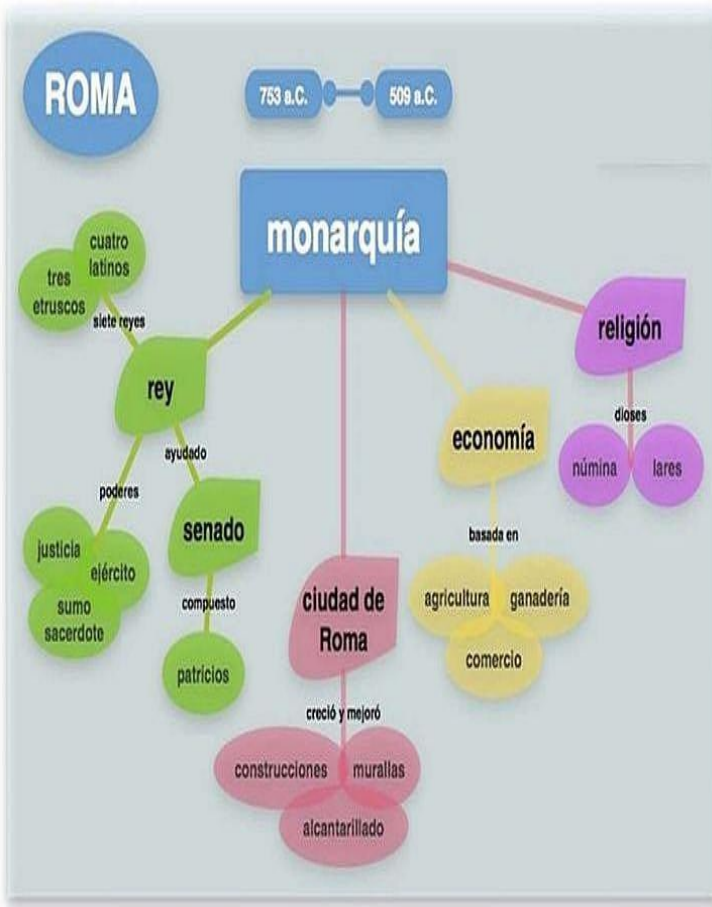 ROMA
753 a.C.
509 a.C.
monarquía
cuatro
latinos
tres
etruscos
siete reyes
rey
ayudado
poderes
justicia
ejército
sumo
sacerdote
senado
compuesto
patricios
ciudad de
Roma
creció y mejoró
construcciones
murallas
alcantarillado
economía
basada en
agricultura
ganadería
comercio
religión
dioses
númina
lares